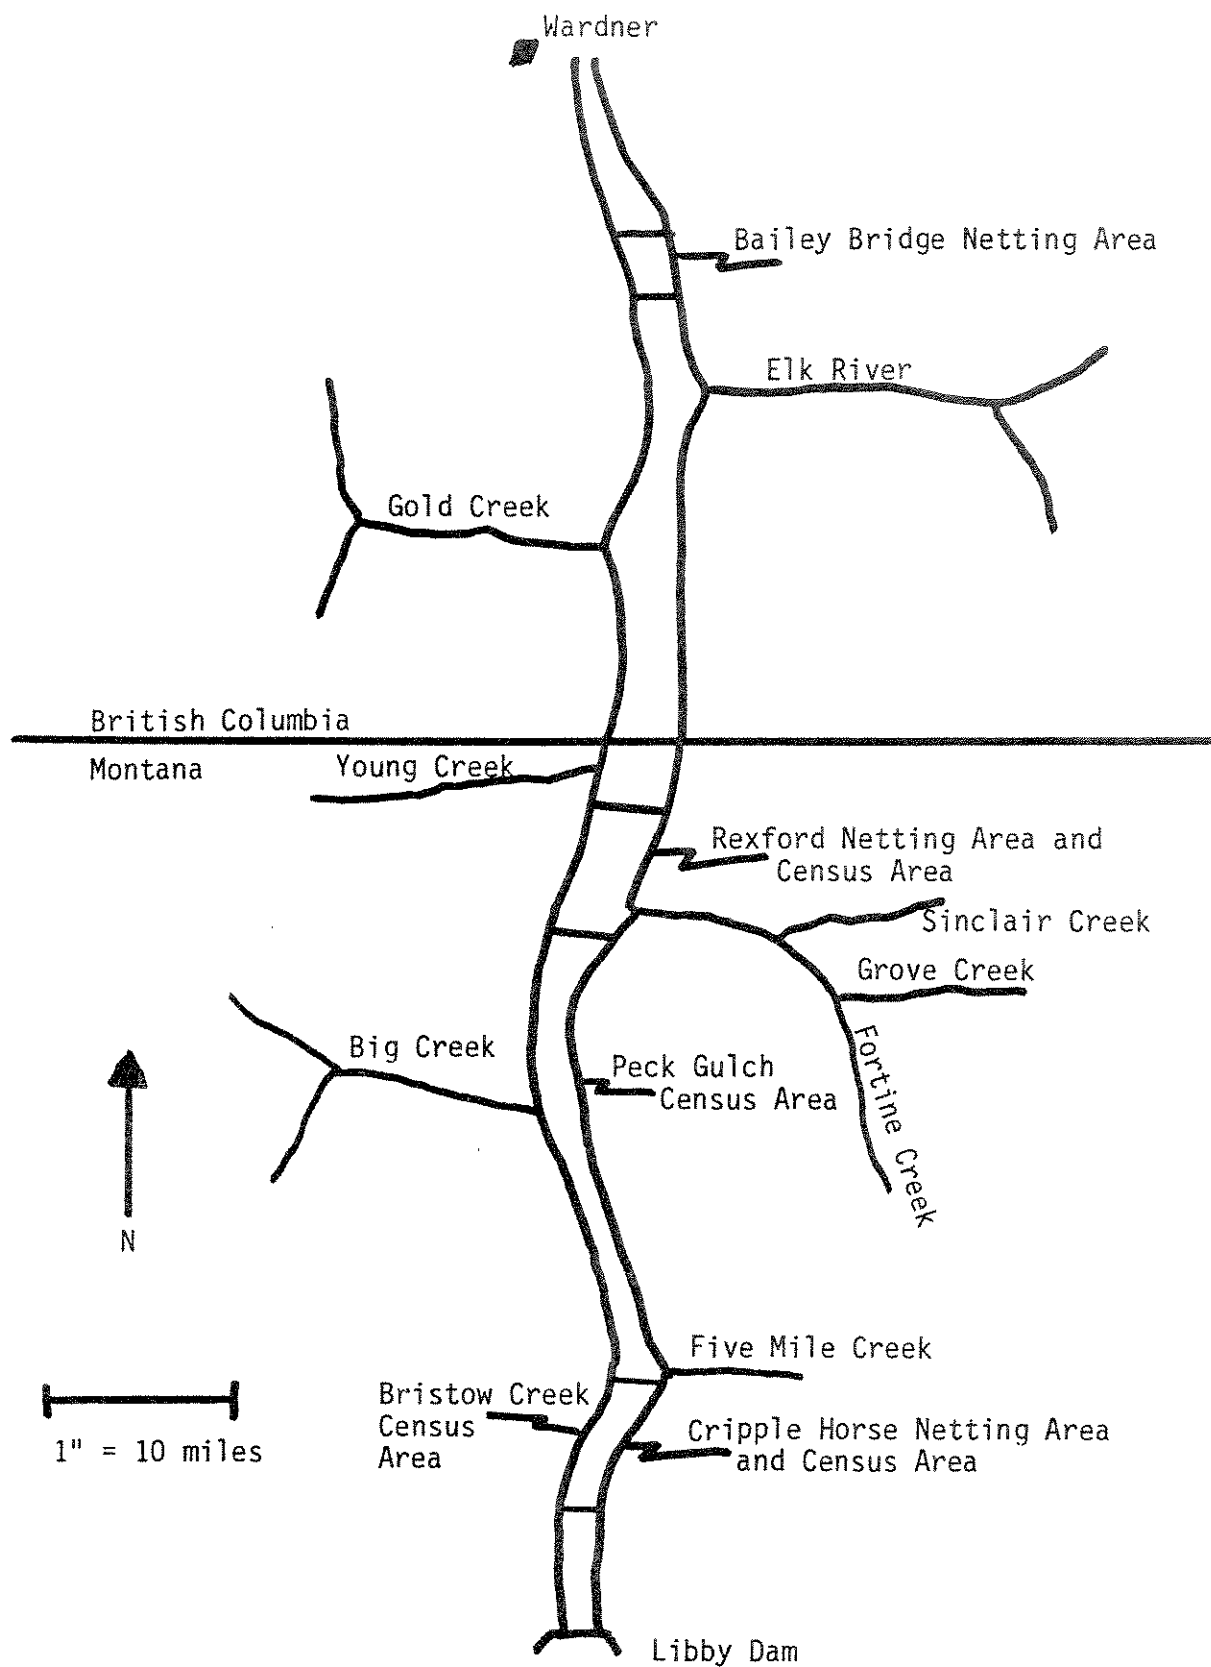 Wardner
Bailey Bridge Netting Area
Elk River
Gold Creek
British Columbia
Montana
Young Creek
Rexford Netting Area and
Census Area
Sinclair Creek
Grove Creek
Fortine Creek
Big Creek
Peck Gulch
Census Area
N
Five Mile Creek
1" = 10 miles
Bristow Creek
Census
Area
Cripple Horse Netting Area
and Census Area
Libby Dam